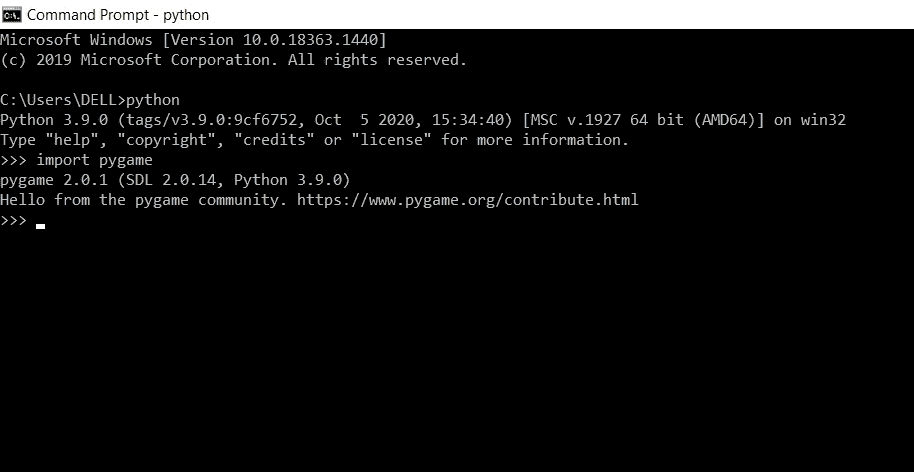 Command Prompt - python
Microsoft Windows [Version 10.0.18363.1440]
(c) 2019 Microsoft Corporation. All rights reserved.
C:\Users\DELL>python
Python 3.9.0 (tags/v3.9.0:9cf6752, Oct  5 2020, 15:34:40) [MSC v.1927 64 bit (AMD64)] on win32
Type "help", "copyright", "credits" or "license" for more information.
>>> import pygame
pygame 2.0.1 (SDL 2.0.14, Python 3.9.0)
Hello from the pygame community. https://www.pygame.org/contribute.html
>>>